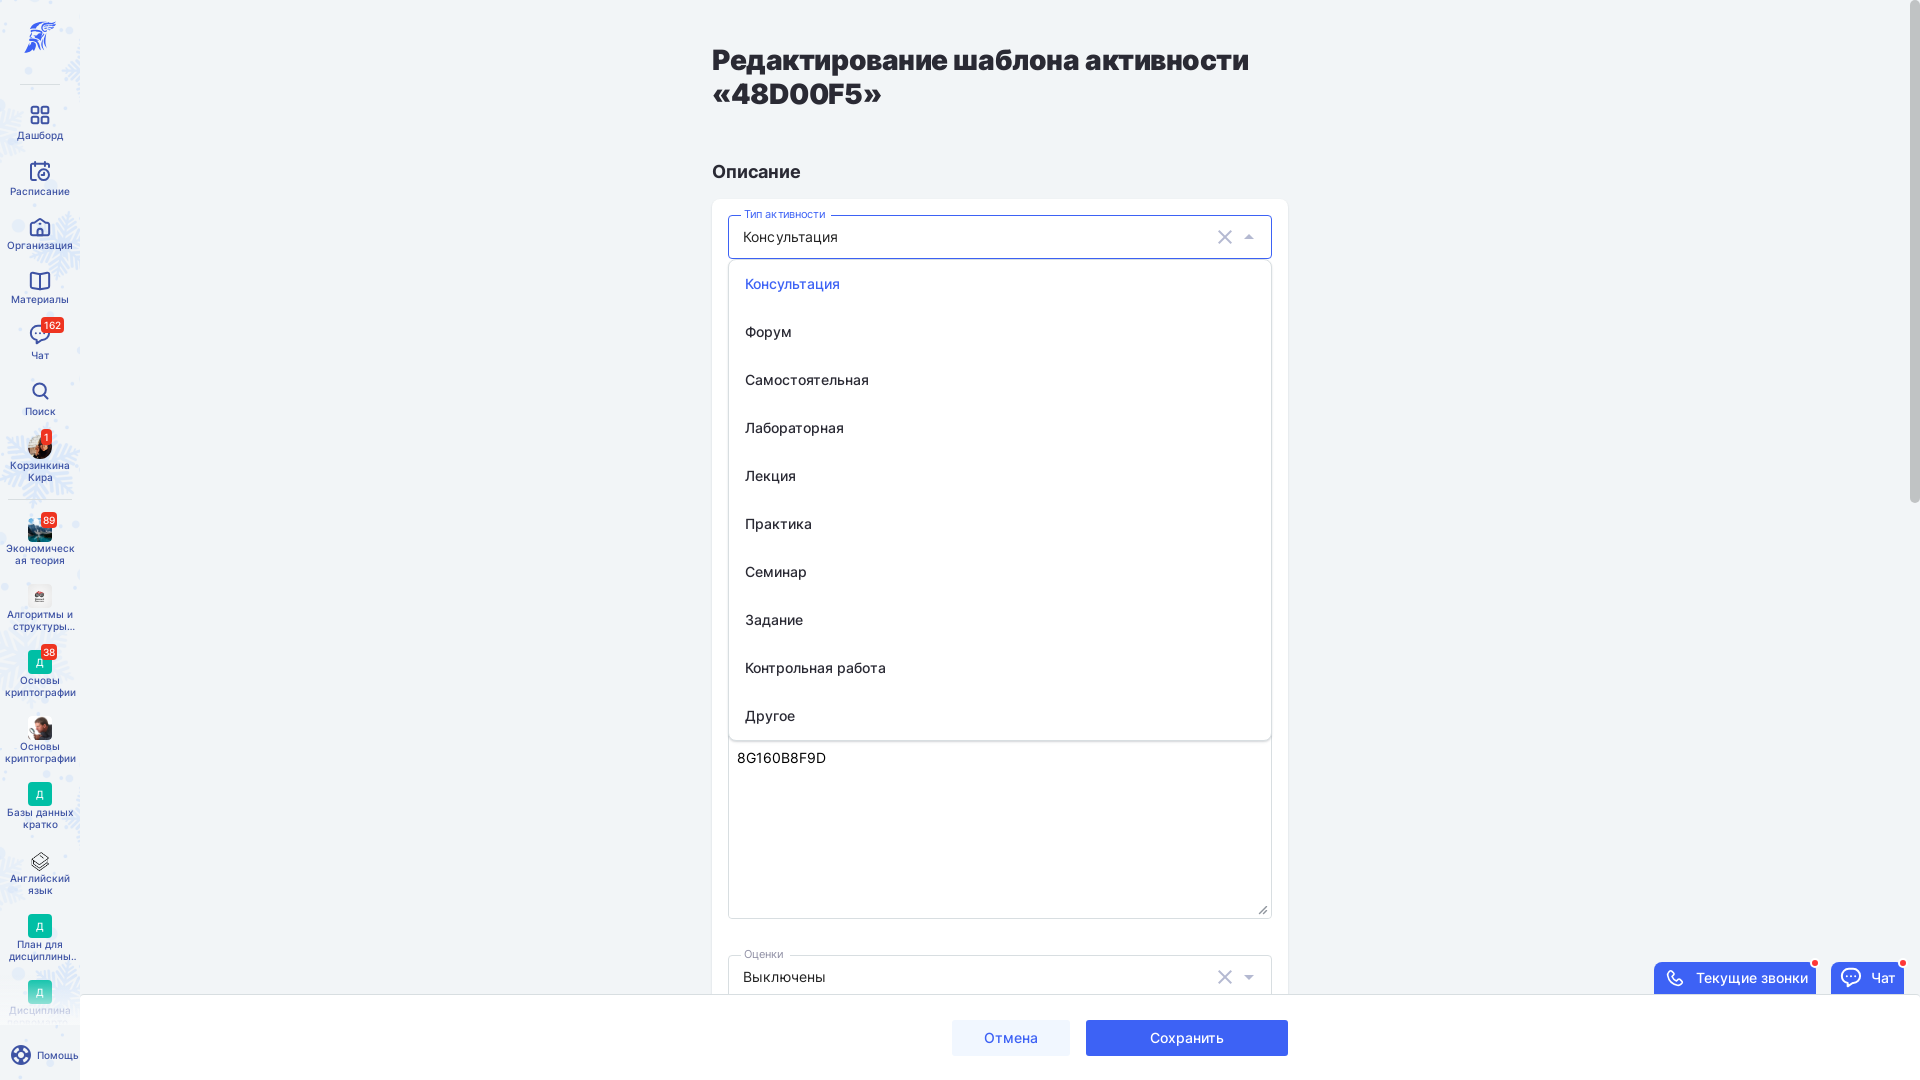 Дашборд
Расписание
Организация
Материалы
162
Чат
Поиск
1
Корзинкина
Кира
89
Экономическ
ая теория
Алгоритмы и
структуры...
Д
38
Основы
криптографии
Основы
криптографии
Д
Базы данных
кратко
Английский
язык
Д
План для
дисциплины..
Д
Дисциплина
Помощь
Редактирование шаблона активности
«48D00F5»
Описание
Тип активности
Консультация
Консультация
Форум
Самостоятельная
Лабораторная
Лекция
Практика
Семинар
Задание
Контрольная работа
Другое
8G160B8F9D
Оценки
Выключены
Текущие звонки
Чат
Отмена
Сохранить